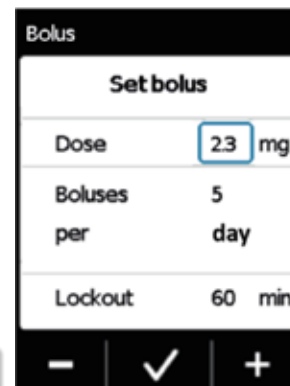 Bolus
Set bolus
Dose 2.3 mg
Boluses 5
per day
Lockout 60 min